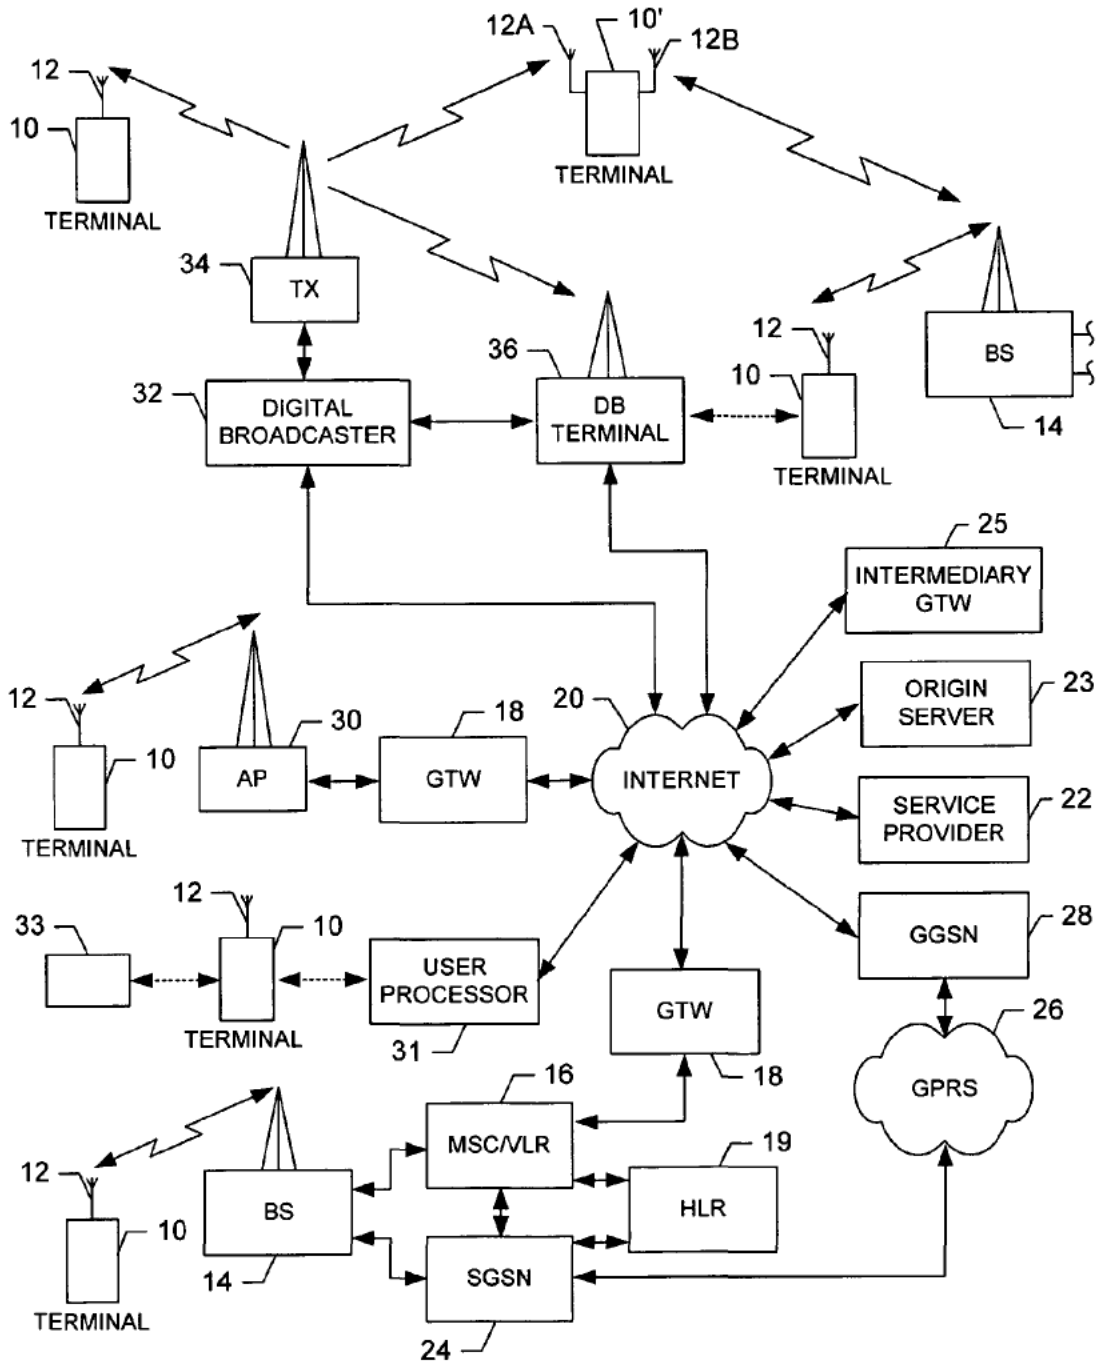 12A
10'
12B
12
10
TERMINAL
TERMINAL
34
TX
36
12
BS
32
10
14
DIGITAL
BROADCASTER
DB
TERMINAL
TERMINAL
25
INTERMEDIARY
GTW
12
30
18
20
ORIGIN
SERVER
23
10
AP
GTW
INTERNET
SERVICE
PROVIDER
22
TERMINAL
12
33
10
GGSN
28
USER
PROCESSOR
TERMINAL
31
GTW
18
26
GPRS
16
MSC/VLR
19
12
10
BS
HLR
14
SGSN
TERMINAL
24